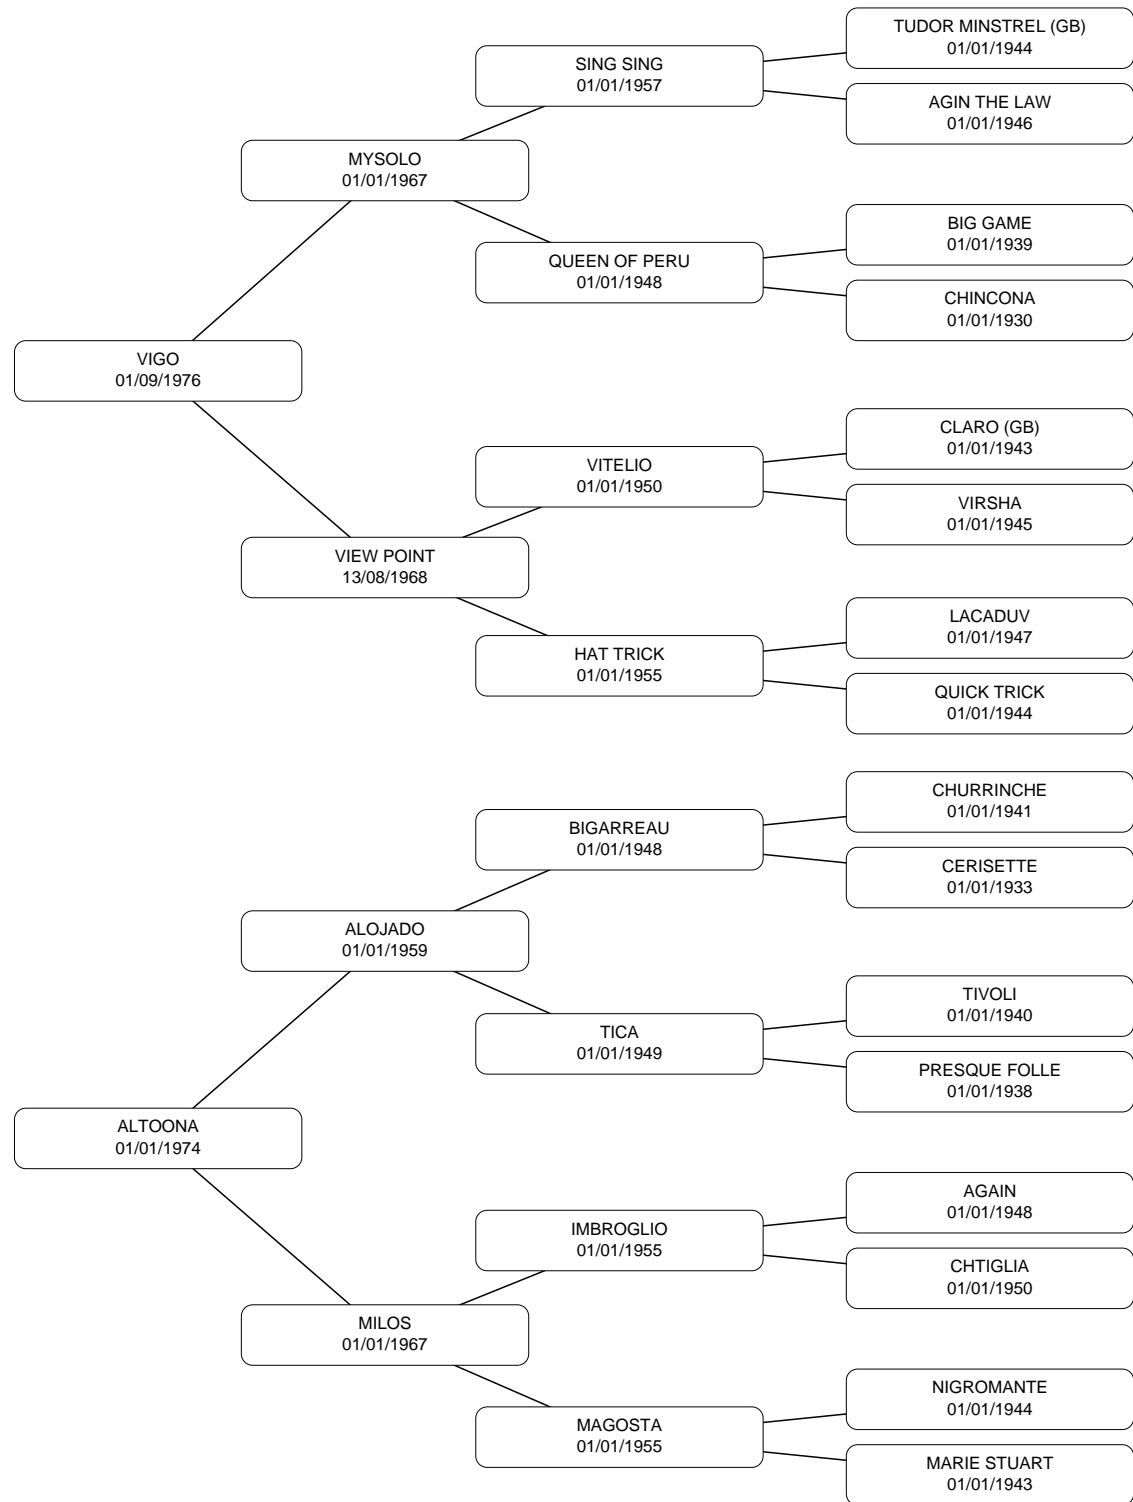 TUDOR MINSTREL (GB)
01/01/1944
SING SING
01/01/1957
AGIN THE LAW
01/01/1946
MYSOLO
01/01/1967
BIG GAME
01/01/1939
QUEEN OF PERU
01/01/1948
CHINCONA
01/01/1930
VIGO
01/09/1976
CLARO (GB)
01/01/1943
VITELIO
01/01/1950
VIRSHA
01/01/1945
VIEW POINT
13/08/1968
LACADUV
01/01/1947
HAT TRICK
01/01/1955
QUICK TRICK
01/01/1944
CHURRINCHE
01/01/1941
BIGARREAU
01/01/1948
CERISETTE
01/01/1933
ALOJADO
01/01/1959
TIVOLI
01/01/1940
TICA
01/01/1949
PRESQUE FOLLE
01/01/1938
ALTOONA
01/01/1974
AGAIN
01/01/1948
IMBROGLIO
01/01/1955
CHTIGLIA
01/01/1950
MILOS
01/01/1967
NIGROMANTE
01/01/1944
MAGOSTA
01/01/1955
MARIE STUART
01/01/1943